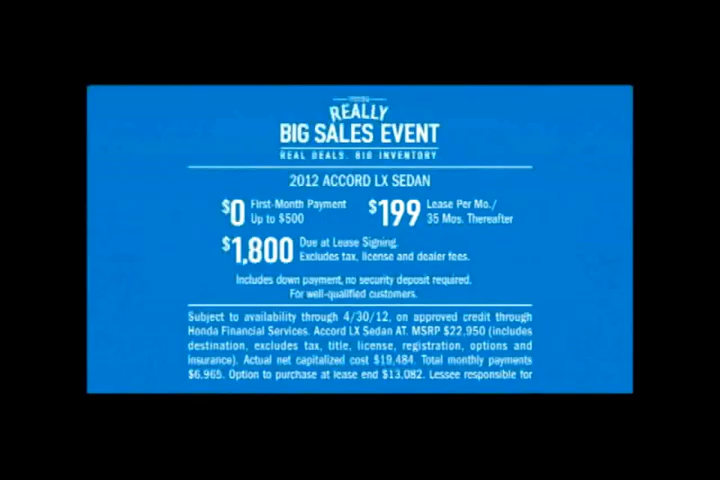 REALLY
BIG SALES EVENT
REAL DEALS. BIG INVENTORY
2012 ACCORD LX SEDAN
$0 First-Month Payment Up to $500
$199 Lease Per Mo./ 35 Mos. Thereafter
$1,800 Due at Lease Signing. Excludes tax, license and dealer fees.
Includes down payment, no security deposit required.
For well-qualified customers.
Subject to availability through 4/30/12, on approved credit through
Honda Financial Services. Accord LX Sedan AT. MSRP $22,950 (includes
destination, excludes tax, title, license, registration, options and
insurance). Actual net capitalized cost $19,484. Total monthly payments
$6,965. Option to purchase at lease end $13,082. Lessee responsible for